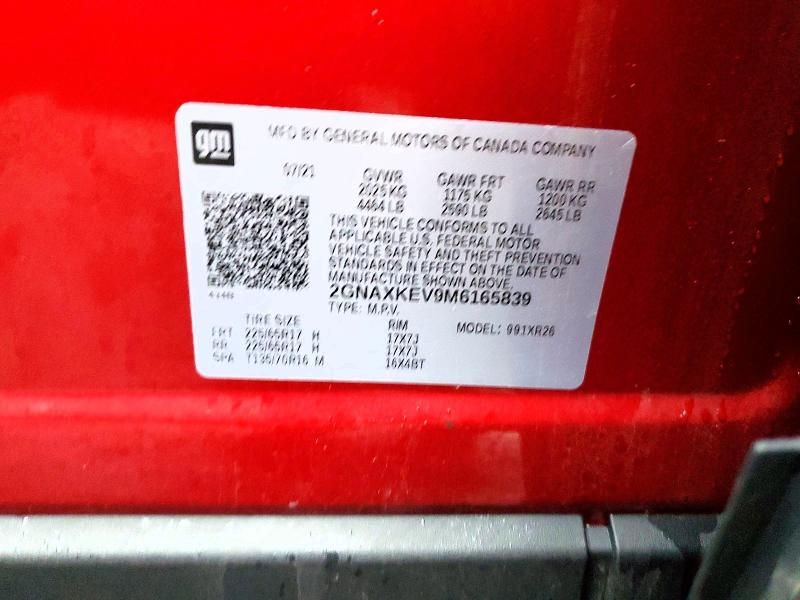 gm
MFD BY GENERAL MOTORS OF CANADA COMPANY
07/21 GVWR GAWR FRT GAWR RR
2025 KG 1175 KG 1200 KG
4464 LB 2590 LB 2645 LB
THIS VEHICLE CONFORMS TO ALL
APPLICABLE U.S. FEDERAL MOTOR
VEHICLE SAFETY AND THEFT PREVENTION
STANDARDS IN EFFECT ON THE DATE OF
MANUFACTURE SHOWN ABOVE.
2GNAXKEV9M6165839
TYPE: M.P.V.
TIRE SIZE RIM MODEL: 991XR26
FRT 225/65R17 H 17X7J
RR 225/65R17 H 17X7J
SPA T135/70R16 M 16X4BT